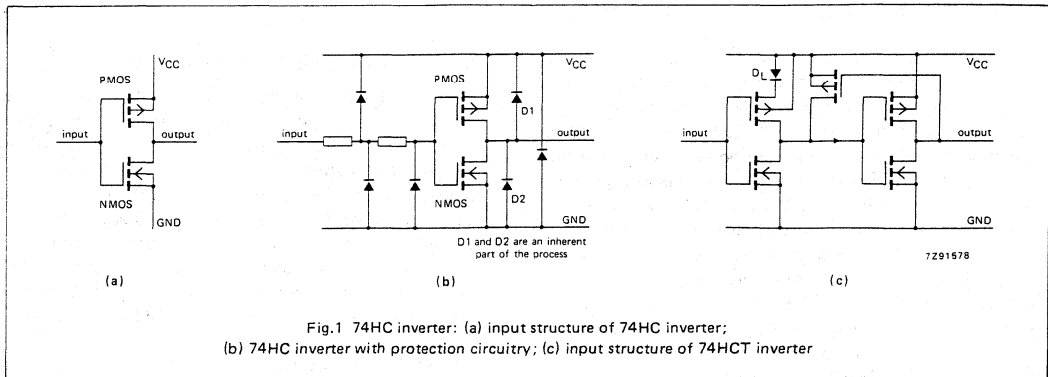 VCC
PMOS
input
output
NMOS
GND
(a)
VCC
PMOS
D1
input
output
NMOS
D2
GND
D1 and D2 are an inherent
part of the process
(b)
DL
VCC
input
output
GND
7Z91578
(c)
Fig.1 74HC inverter: (a) input structure of 74HC inverter;
(b) 74HC inverter with protection circuitry; (c) input structure of 74HCT inverter